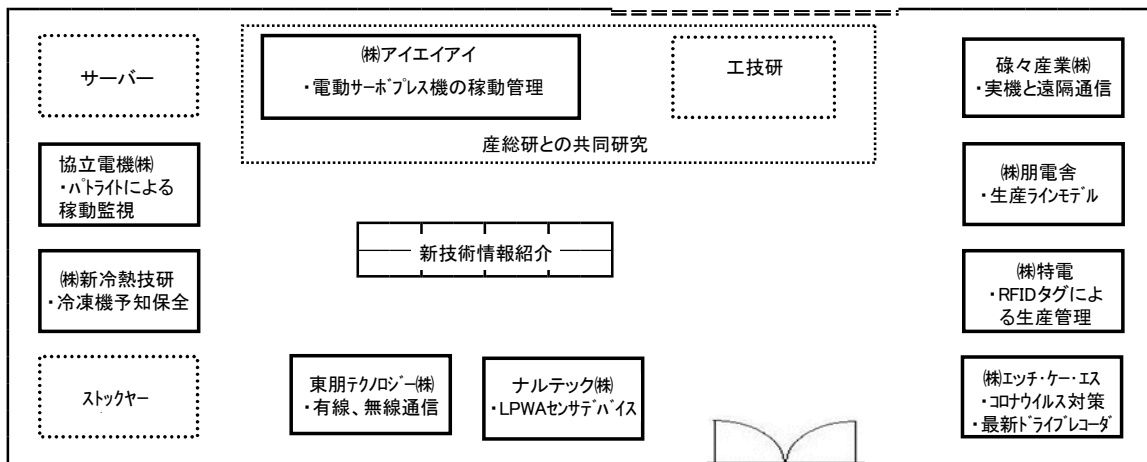 サーバー
㈱アイエイアイ
・電動サーボプレス機の稼動管理
工技研
産総研との共同研究
碌々産業㈱
・実機と遠隔通信
協立電機㈱
・パトライトによる
稼動監視
㈱朋電舎
・生産ラインモデル
新技術情報紹介
㈱新冷熱技研
・冷凍機予知保全
㈱特電
・RFIDタグによ
る生産管理
ストックヤー
東朋テクノロジー㈱
・有線、無線通信
ナルテック㈱
・LPWAセンサデバイス
㈱エッチ・ケー・エス
・コロナウイルス対策
・最新ドライブレコーダ